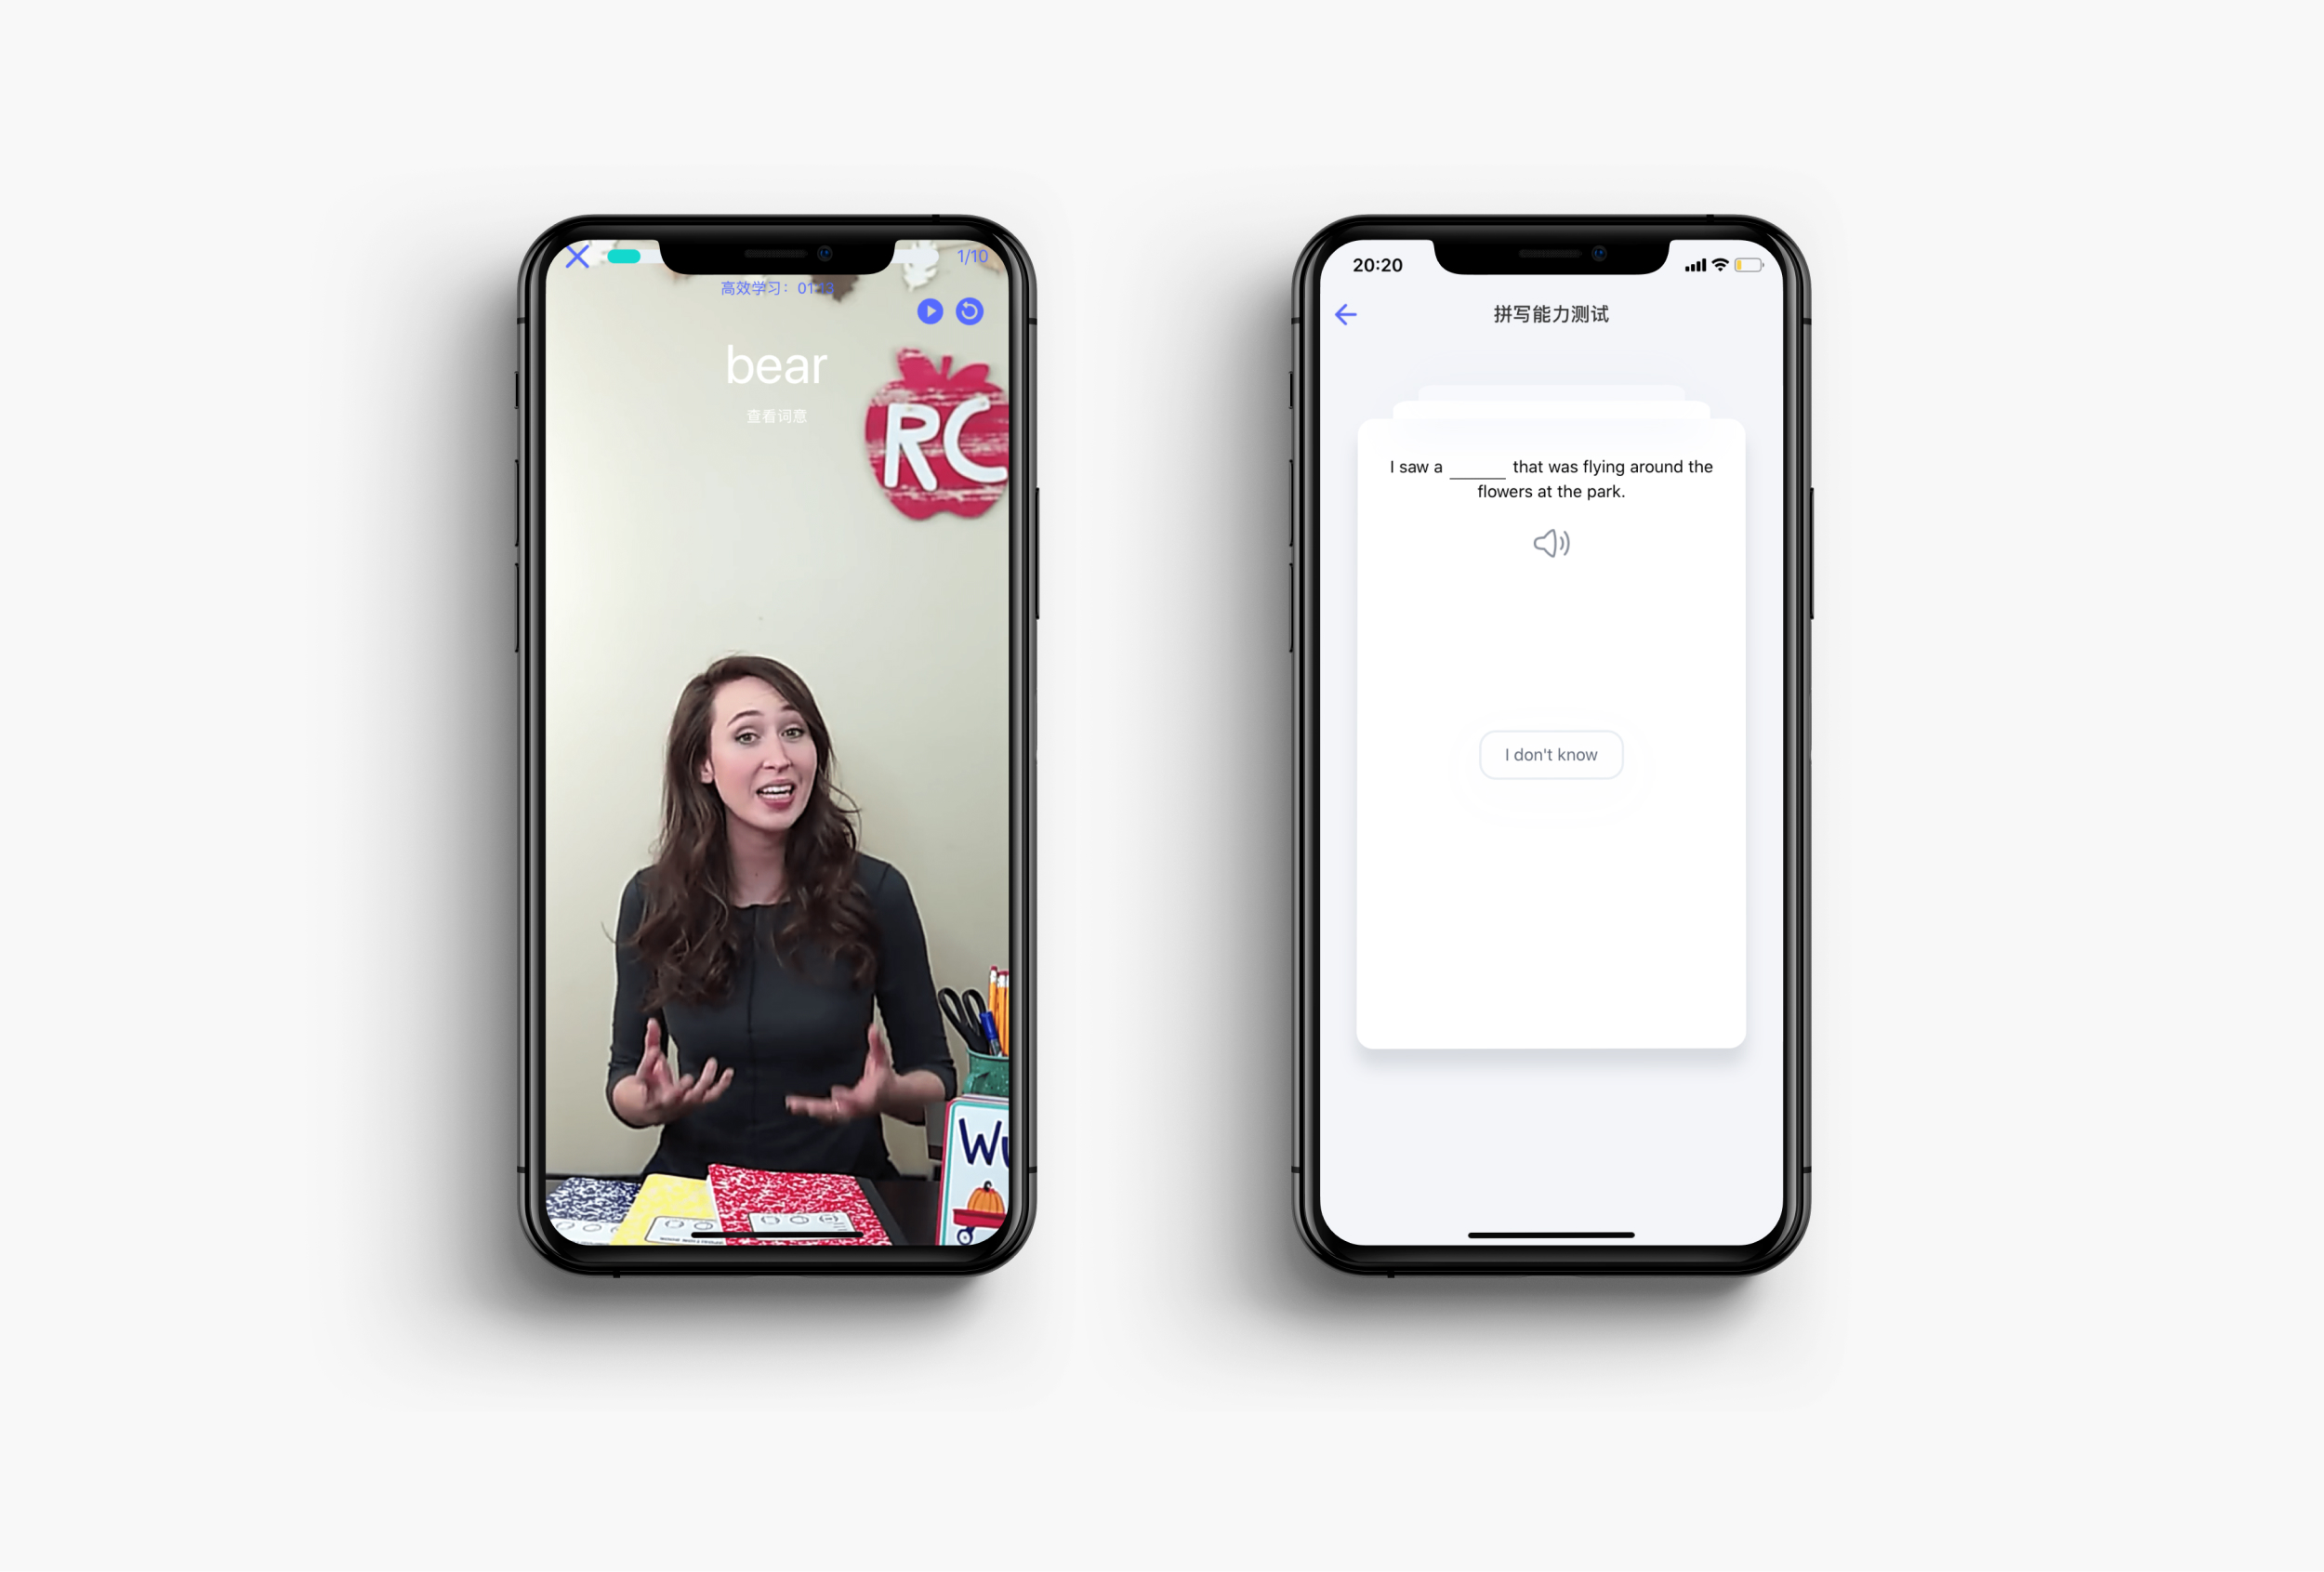 1/10
高效学习：01:13
bear
查看词意
RC
Wu
20:20
拼写能力测试
I saw a ______ that was flying around the
flowers at the park.
I don't know